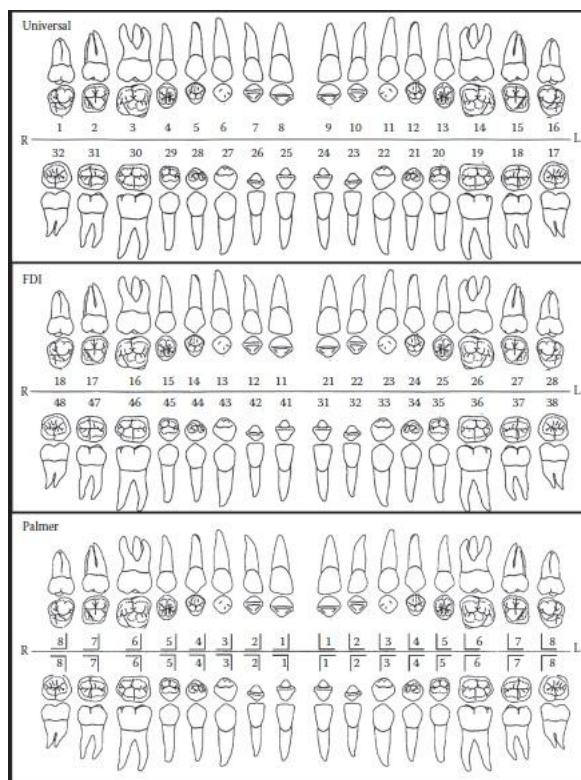 Universal
1 2 3 4 5 6 7 8 9 10 11 12 13 14 15 16
R L
32 31 30 29 28 27 26 25 24 23 22 21 20 19 18 17
FDI
18 17 16 15 14 13 12 11 21 22 23 24 25 26 27 28
R L
48 47 46 45 44 43 42 41 31 32 33 34 35 36 37 38
Palmer
8 7 6 5 4 3 2 1 1 2 3 4 5 6 7 8
R L
8 7 6 5 4 3 2 1 1 2 3 4 5 6 7 8